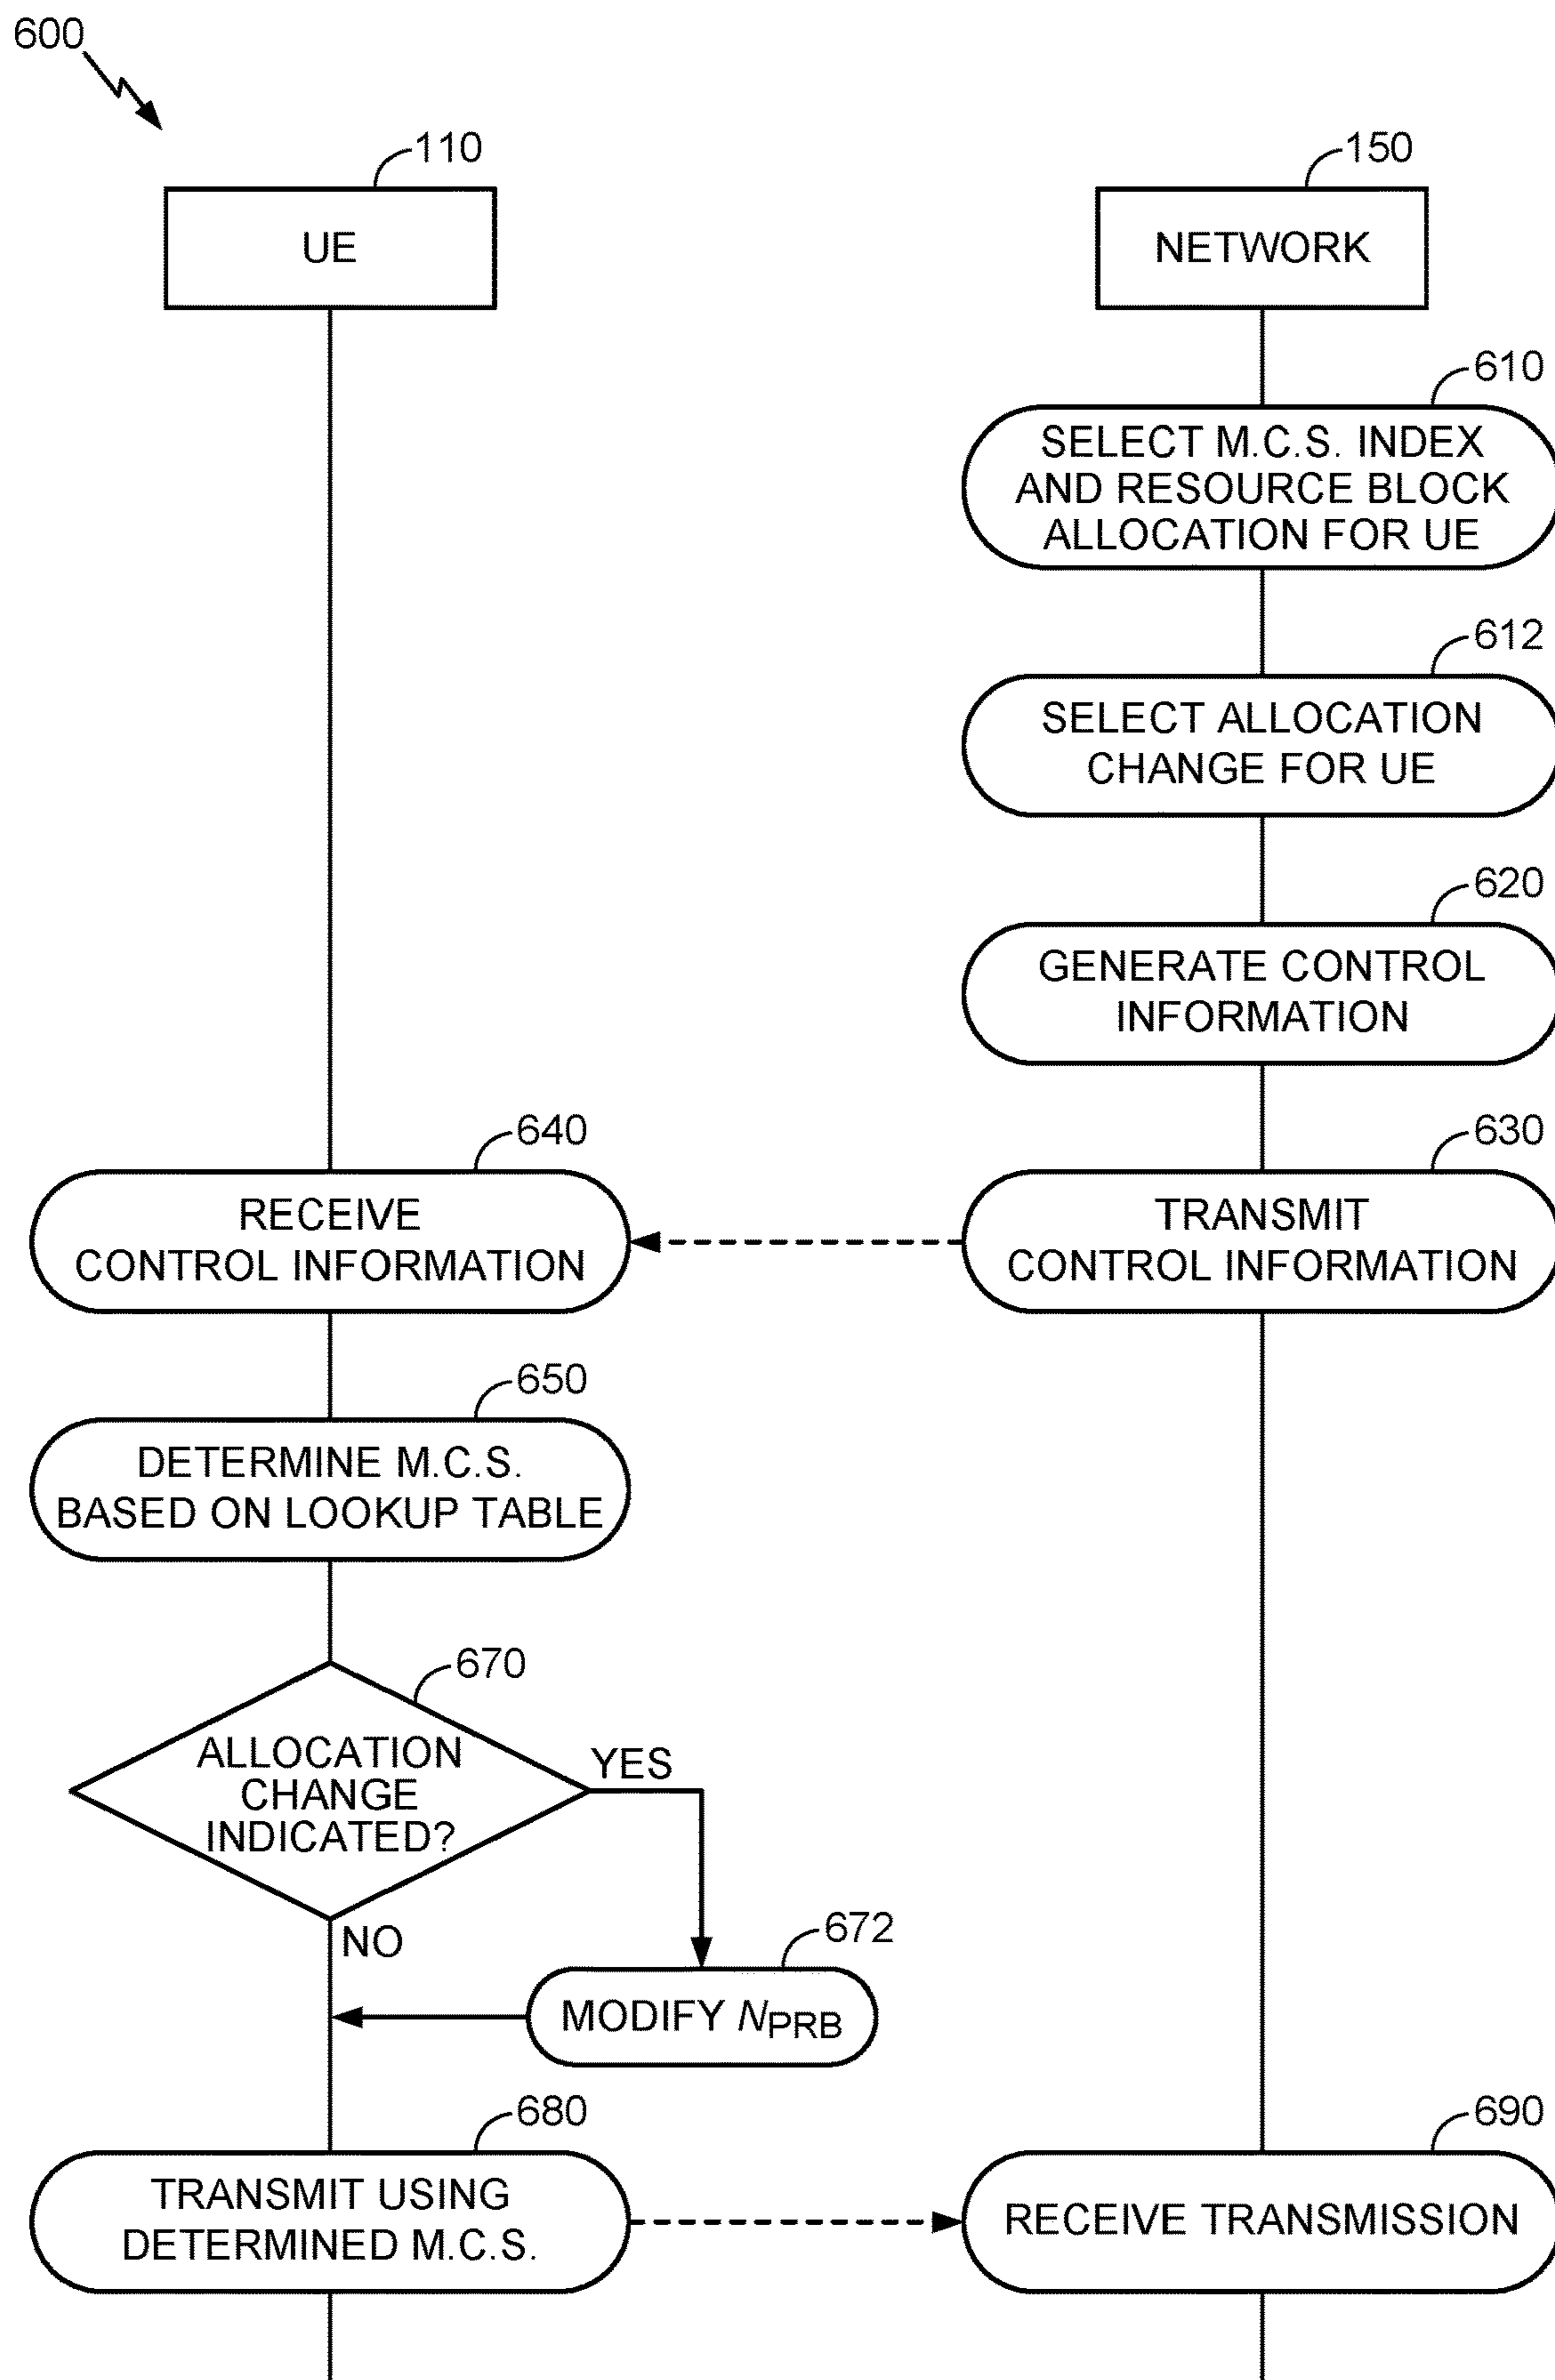 600
110
150
UE
NETWORK
610
SELECT M.C.S. INDEX
AND RESOURCE BLOCK
ALLOCATION FOR UE
612
SELECT ALLOCATION
CHANGE FOR UE
620
GENERATE CONTROL
INFORMATION
640
RECEIVE
CONTROL INFORMATION
630
TRANSMIT
CONTROL INFORMATION
650
DETERMINE M.C.S.
BASED ON LOOKUP TABLE
670
ALLOCATION
CHANGE
INDICATED?
YES
NO
672
MODIFY NPRB
680
TRANSMIT USING
DETERMINED M.C.S.
690
RECEIVE TRANSMISSION